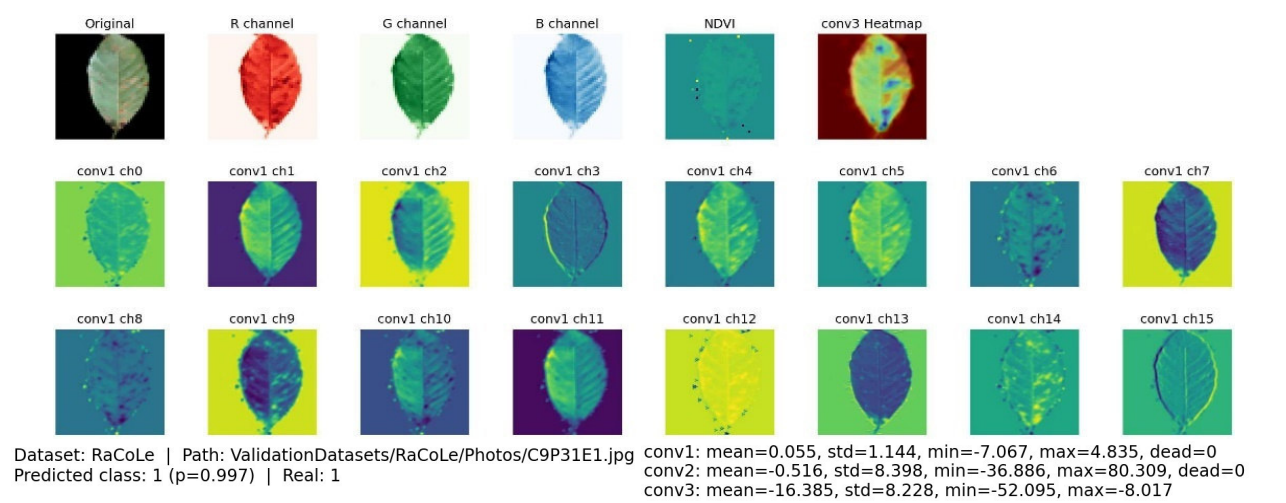 Original R channel G channel B channel NDVI conv3 Heatmap
conv1 ch0 conv1 ch1 conv1 ch2 conv1 ch3 conv1 ch4 conv1 ch5 conv1 ch6 conv1 ch7
conv1 ch8 conv1 ch9 conv1 ch10 conv1 ch11 conv1 ch12 conv1 ch13 conv1 ch14 conv1 ch15
Dataset: RaCoLe | Path: ValidationDatasets/RaCoLe/Photos/C9P31E1.jpg
Predicted class: 1 (p=0.997) | Real: 1
conv1: mean=0.055, std=1.144, min=-7.067, max=4.835, dead=0
conv2: mean=-0.516, std=8.398, min=-36.886, max=80.309, dead=0
conv3: mean=-16.385, std=8.228, min=-52.095, max=-8.017